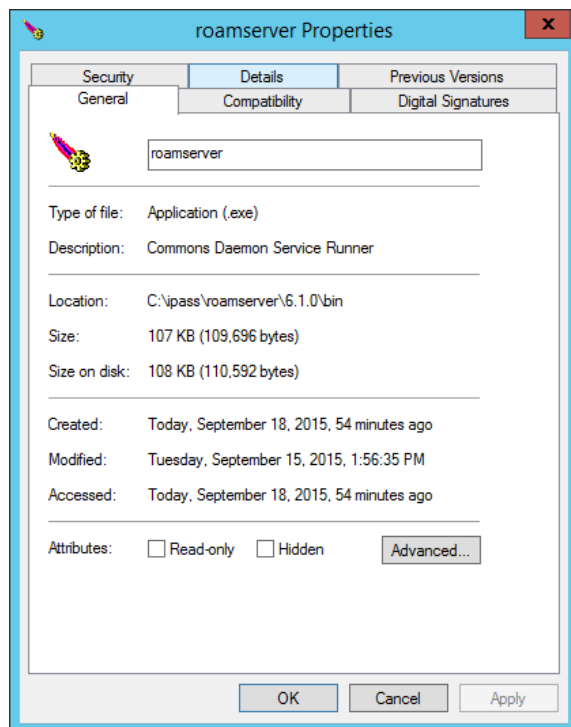 roamserver Properties
x
Security Details Previous Versions
General Compatibility Digital Signatures
roamserver
Type of file: Application (.exe)
Description: Commons Daemon Service Runner
Location: C:\ipass\roamserver\6.1.0\bin
Size: 107 KB (109,696 bytes)
Size on disk: 108 KB (110,592 bytes)
Created: Today, September 18, 2015, 54 minutes ago
Modified: Tuesday, September 15, 2015, 1:56:35 PM
Accessed: Today, September 18, 2015, 54 minutes ago
Attributes: Read-only Hidden Advanced...
OK Cancel Apply